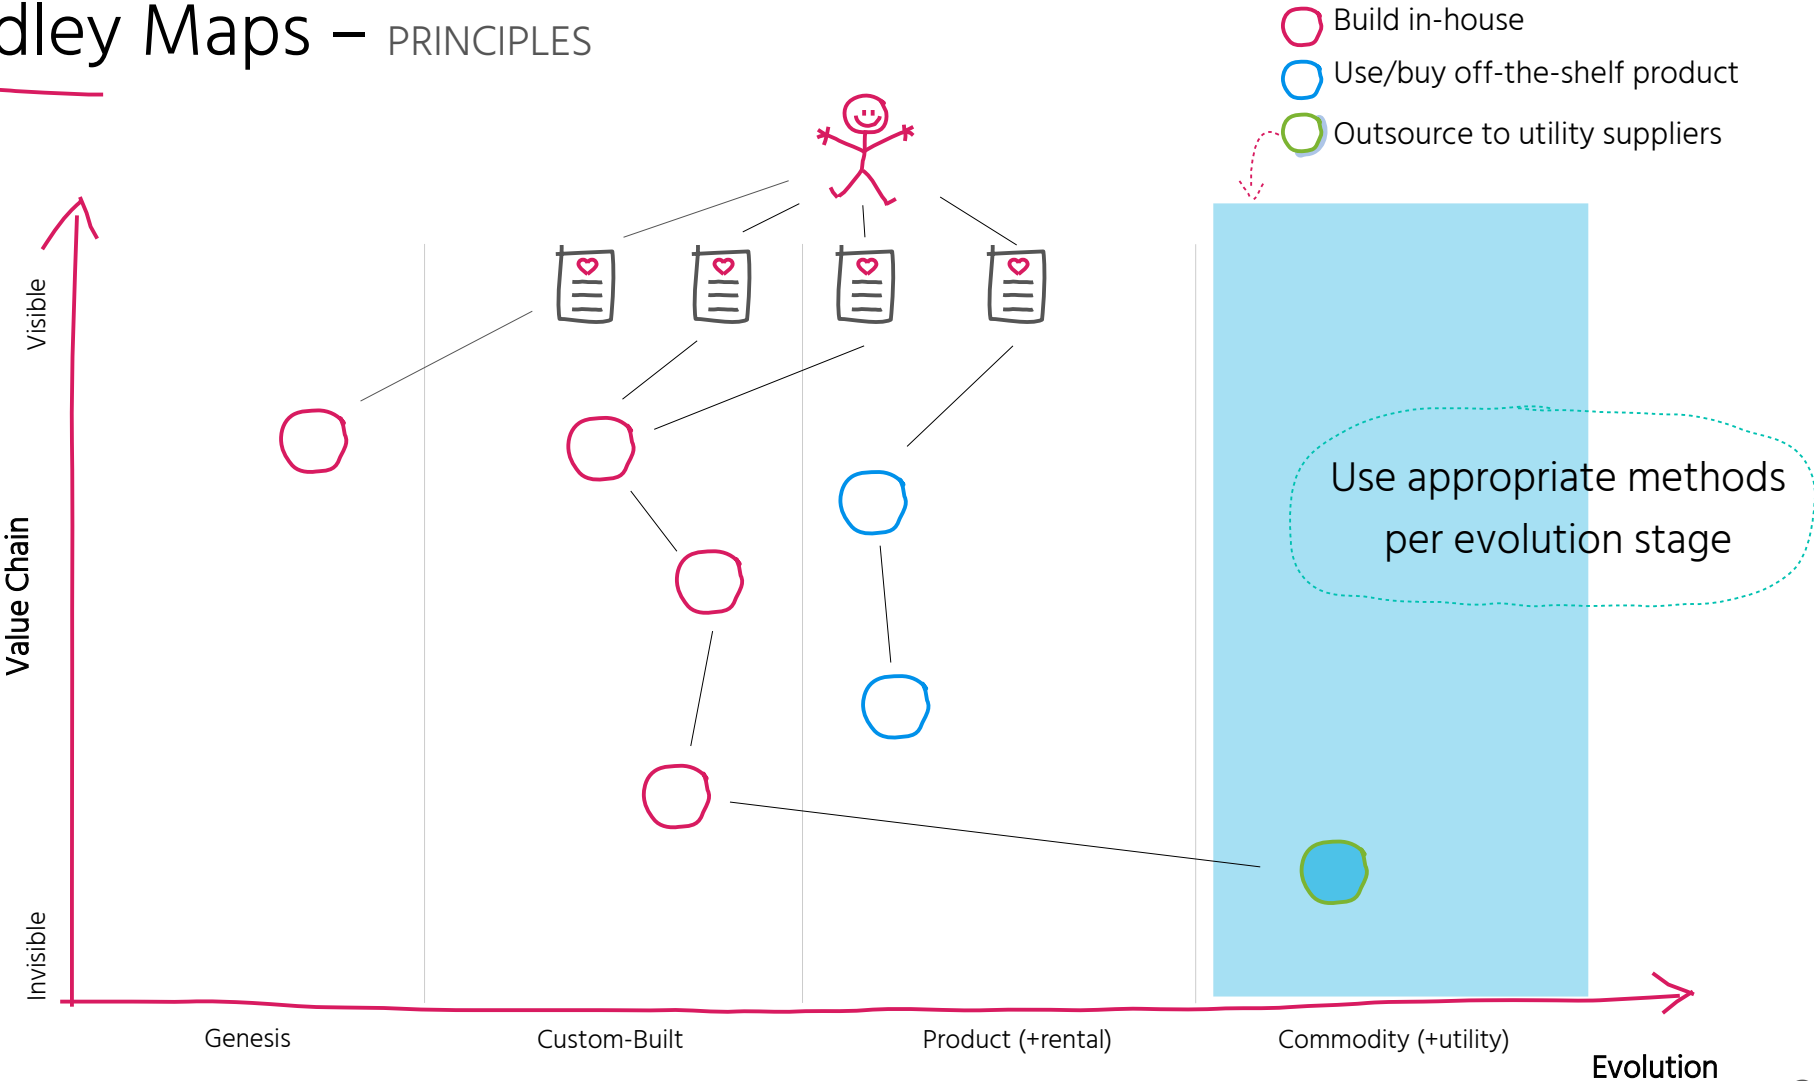 dley Maps – PRINCIPLES
Build in-house
Use/buy off-the-shelf product
Outsource to utility suppliers
Visible
Value Chain
Invisible
Use appropriate methods
per evolution stage
Genesis
Custom-Built
Product (+rental)
Commodity (+utility)
Evolution